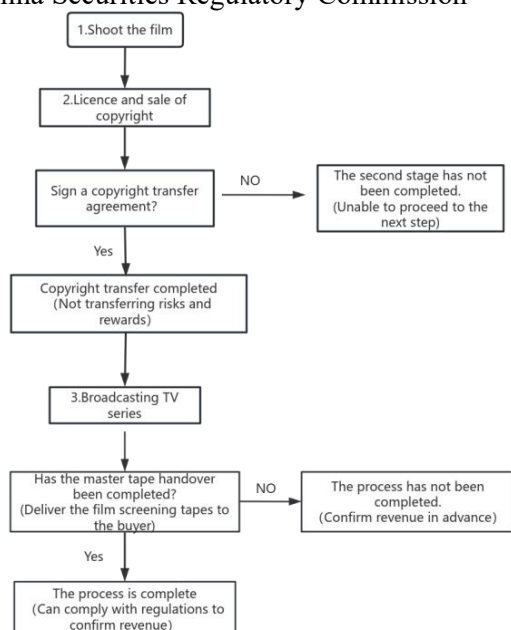 Securities Regulatory Commission
1.Shoot the film
2.Licence and sale of
copyright
Sign a copyright transfer
agreement?
NO
The second stage has not
been completed.
(Unable to proceed to the
next step)
Yes
Copyright transfer completed
(Not transferring risks and
rewards)
3.Broadcasting TV
series
Has the master tape handover
been completed?
(Deliver the film screening tapes to
the buyer)
NO
The process has not been
completed.
(Confirm revenue in advance)
Yes
The process is complete
(Can comply with regulations to
confirm revenue)